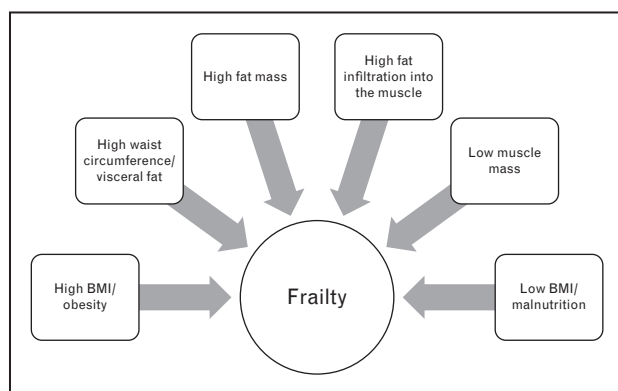 High fat mass
High fat
infiltration into
the muscle
High waist
circumference/
visceral fat
Low muscle
mass
High BMI/
obesity
Frailty
Low BMI/
malnutrition